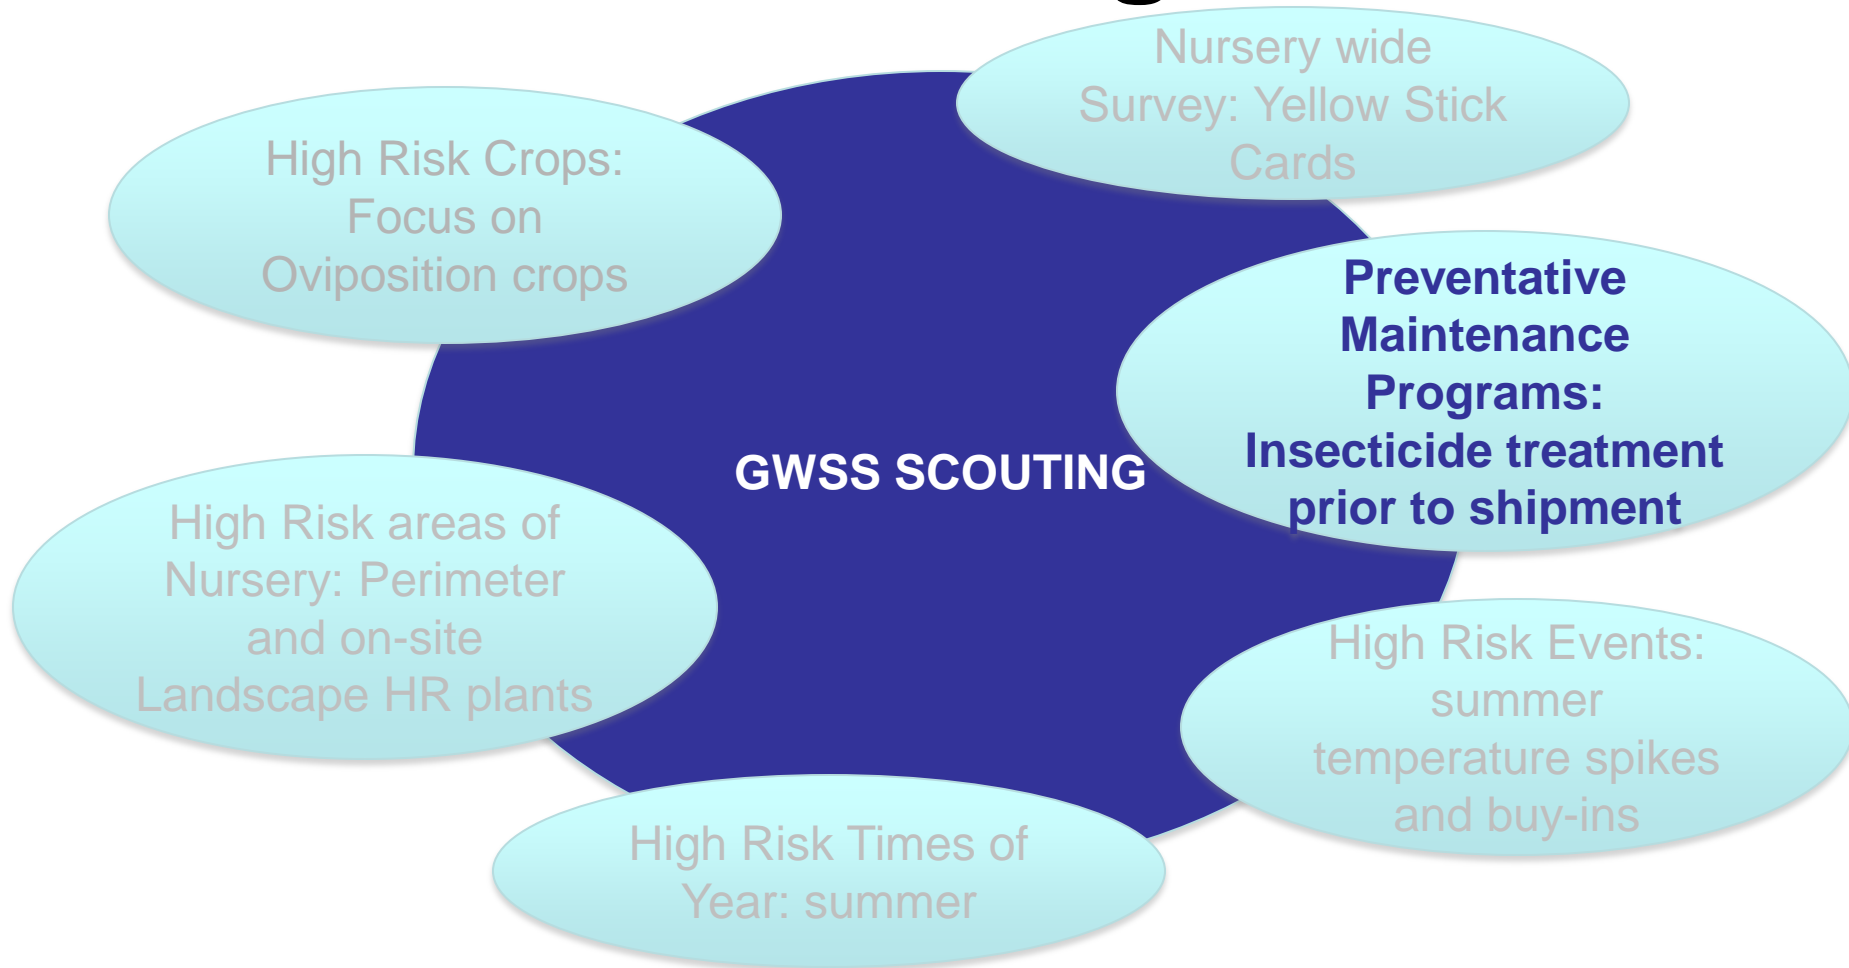 Nursery wide
Survey: Yellow Stick
Cards
High Risk Crops:
Focus on
Oviposition crops
Preventative
Maintenance
Programs:
Insecticide treatment
prior to shipment
GWSS SCOUTING
High Risk areas of
Nursery: Perimeter
and on-site
Landscape HR plants
High Risk Events:
summer
temperature spikes
and buy-ins
High Risk Times of
Year: summer